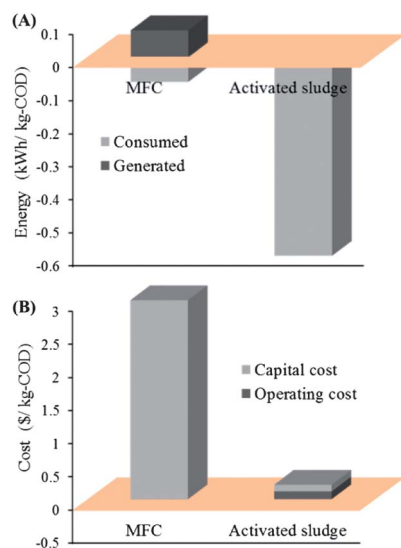 (A)
0.1
0
-0.1
-0.2
-0.3
-0.4
-0.5
-0.6
Energy (kWh/ kg-COD)
MFC
Activated sludge
Consumed
Generated
(B)
3
2.5
2
1.5
1
0.5
0
-0.5
Cost ($/ kg-COD)
Capital cost
Operating cost
MFC
Activated sludge